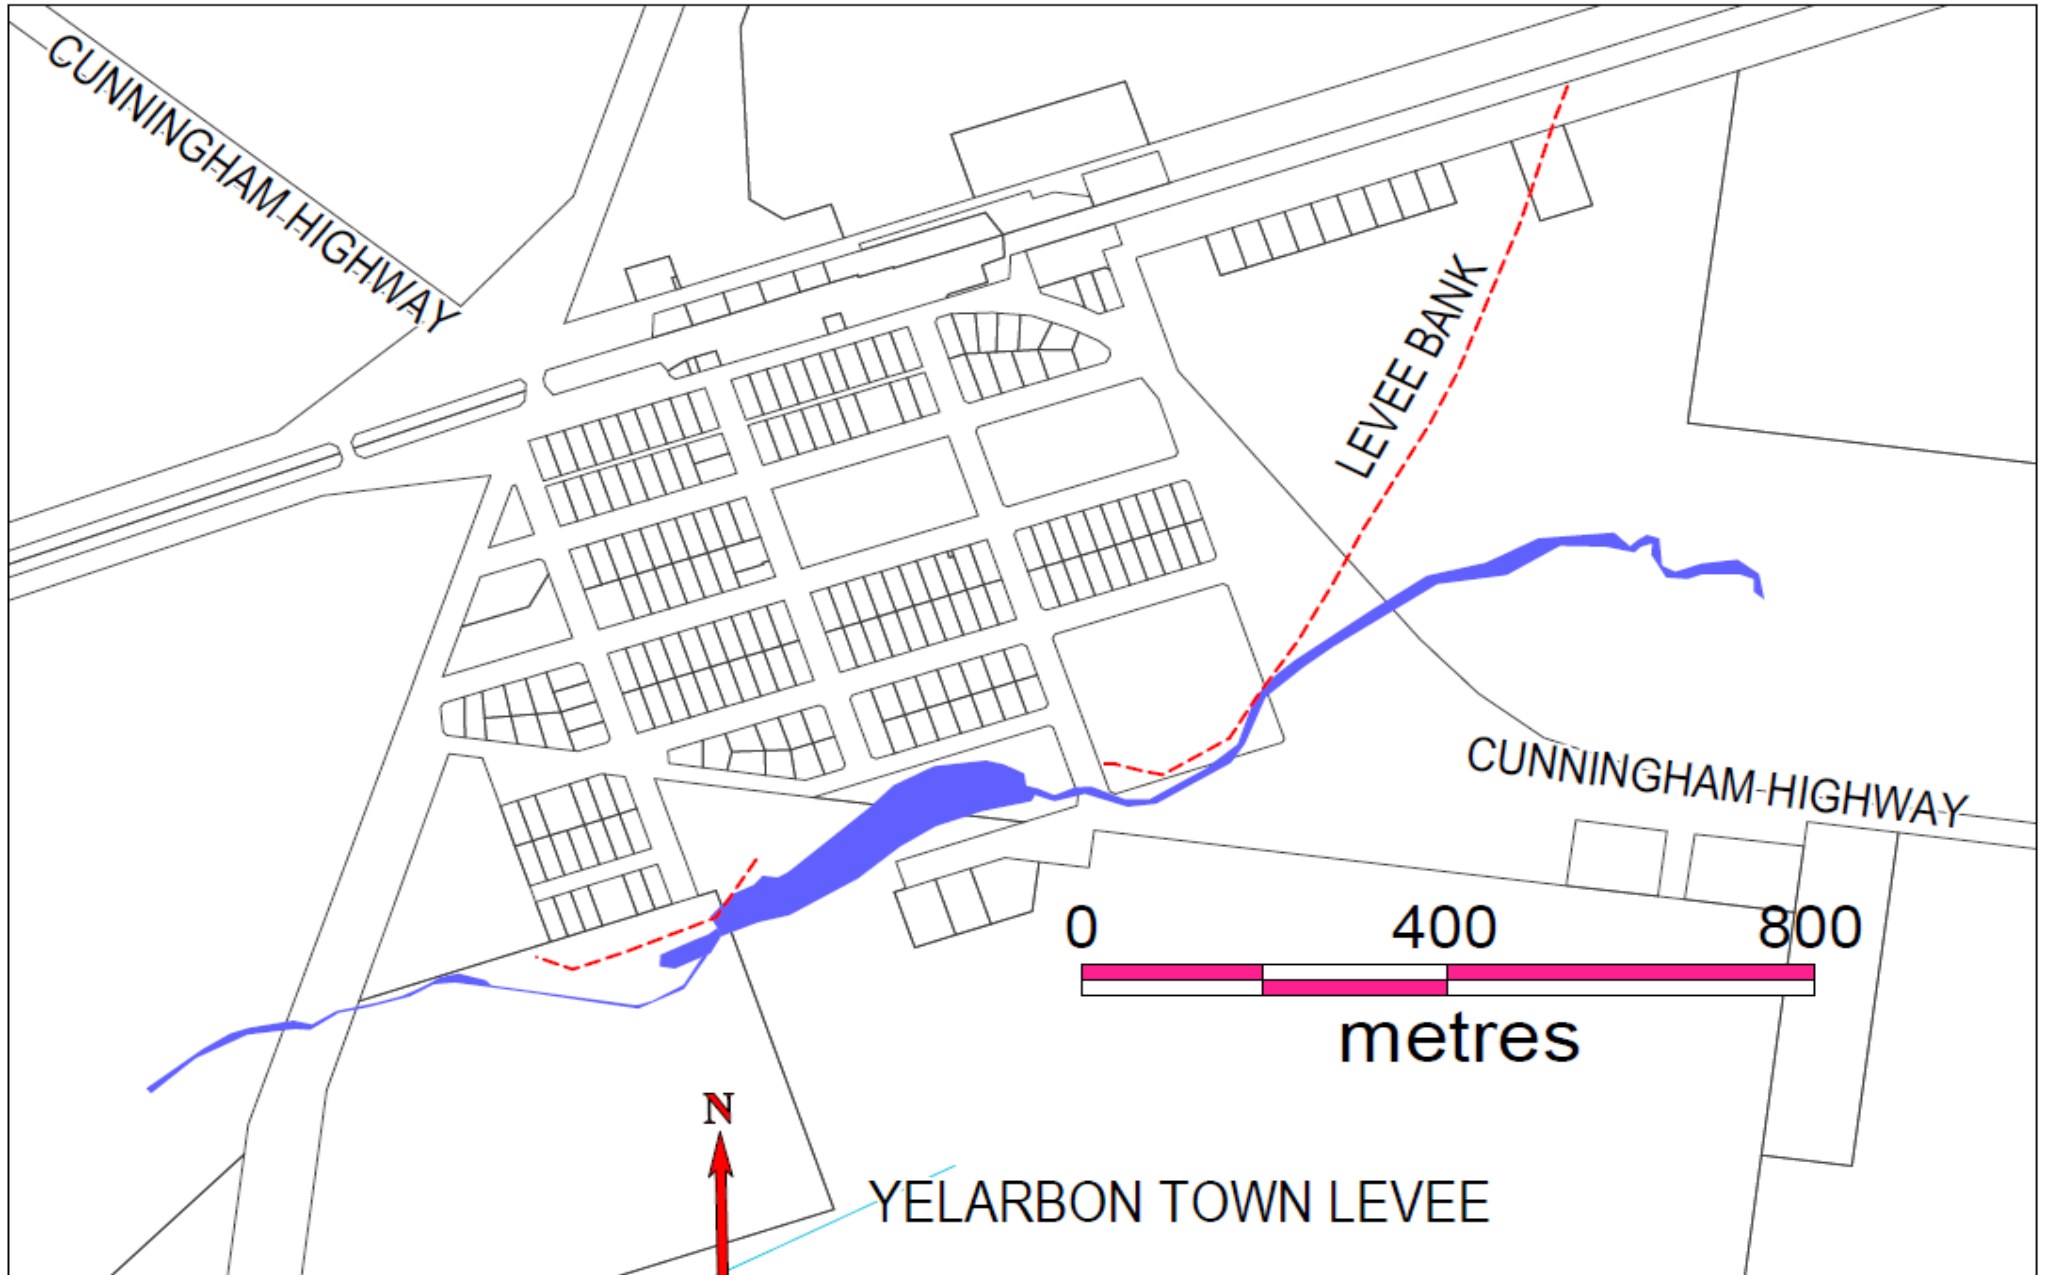 CUNNINGHAM HIGHWAY
LEVEE BANK
CUNNINGHAM HIGHWAY
0 400 800
metres
N
YELARBON TOWN LEVEE